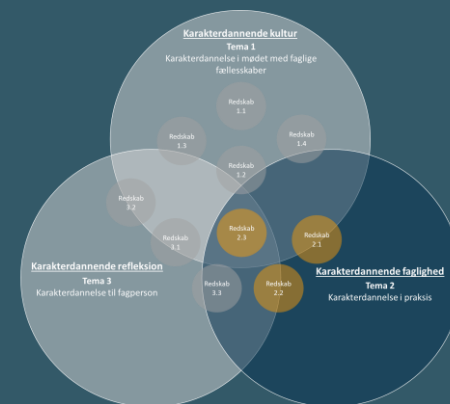 Karakterdannende kultur
Tema 1
Karakterdannelse i mødet med faglige
fællesskaber
Redskab
1.1
Redskab
1.3
Redskab
1.4
Redskab
1.2
Redskab
3.2
Redskab
2.3
Redskab
2.1
Redskab
3.1
Karakterdannende refleksion
Tema 3
Karakterdannelse til fagperson
Karakterdannende faglighed
Tema 2
Karakterdannelse i praksis
Redskab
3.3
Redskab
2.2